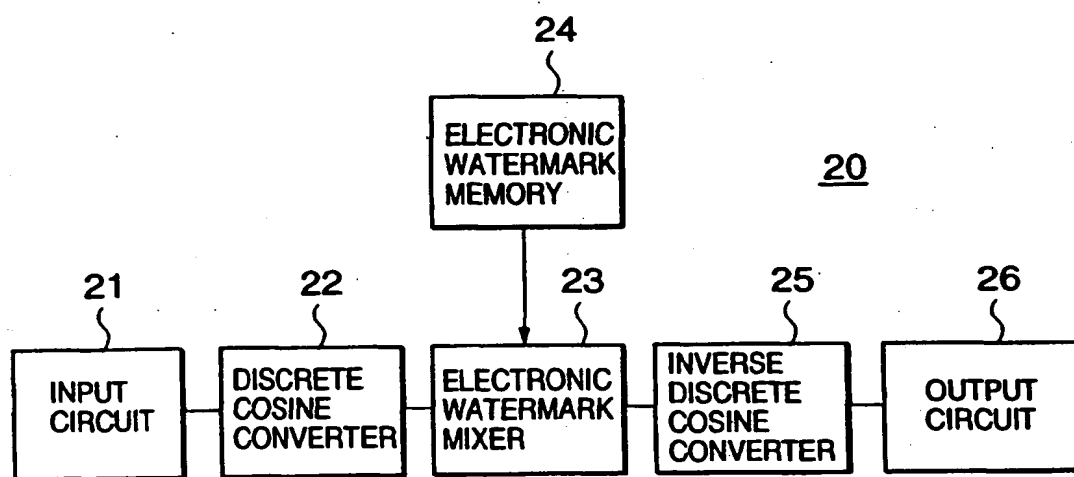 24
ELECTRONIC
WATERMARK
MEMORY
20
21
22
23
25
26
INPUT
CIRCUIT
DISCRETE
COSINE
CONVERTER
ELECTRONIC
WATERMARK
MIXER
INVERSE
DISCRETE
COSINE
CONVERTER
OUTPUT
CIRCUIT